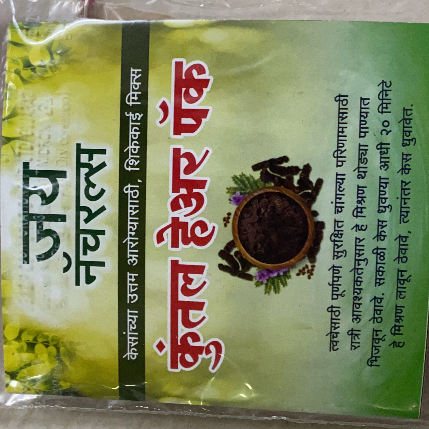 जय
नॅचरल्स
केसांच्या उत्तम आरोग्यासाठी, शिकेकाई मिक्स
कुंतल हेअर पॅक
त्वचेसाठी पूर्णपणे सुरक्षित चांगल्या परिणामासाठी
रात्री आवश्यकतेनुसार हे मिश्रण थोड्या पाण्यात
भिजवून ठेवावे. सकाळी केस धुवण्या आधी २० मिनिटे
हे मिश्रण लावून ठेवावे, त्यानंतर केस धुवावेत.